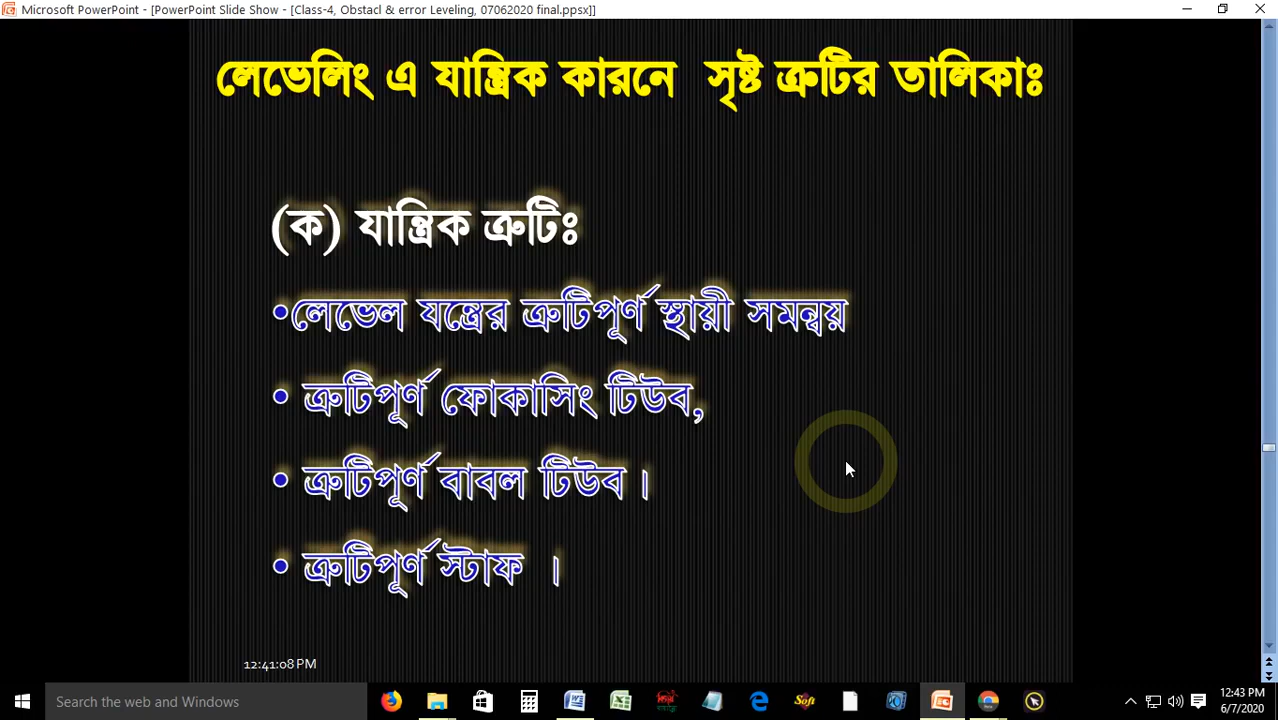 Microsoft PowerPoint - [PowerPoint Slide Show - [Class-4, Obstacl & error Leveling, 07062020 final.ppsx]]
লেভেলিং এ যান্ত্রিক কারনে সৃষ্ট ত্রুটির তালিকাঃ
(ক) যান্ত্রিক ত্রুটিঃ
•লেভেল যন্ত্রের ত্রুটিপূর্ণ স্থায়ী সমন্বয়
• ত্রুটিপূর্ণ ফোকাসিং টিউব,
• ত্রুটিপূর্ণ বাবল টিউব।
• ত্রুটিপূর্ণ স্টাফ ।
12:41:08 PM
Search the web and Windows
Soft
12:43 PM
6/7/2020